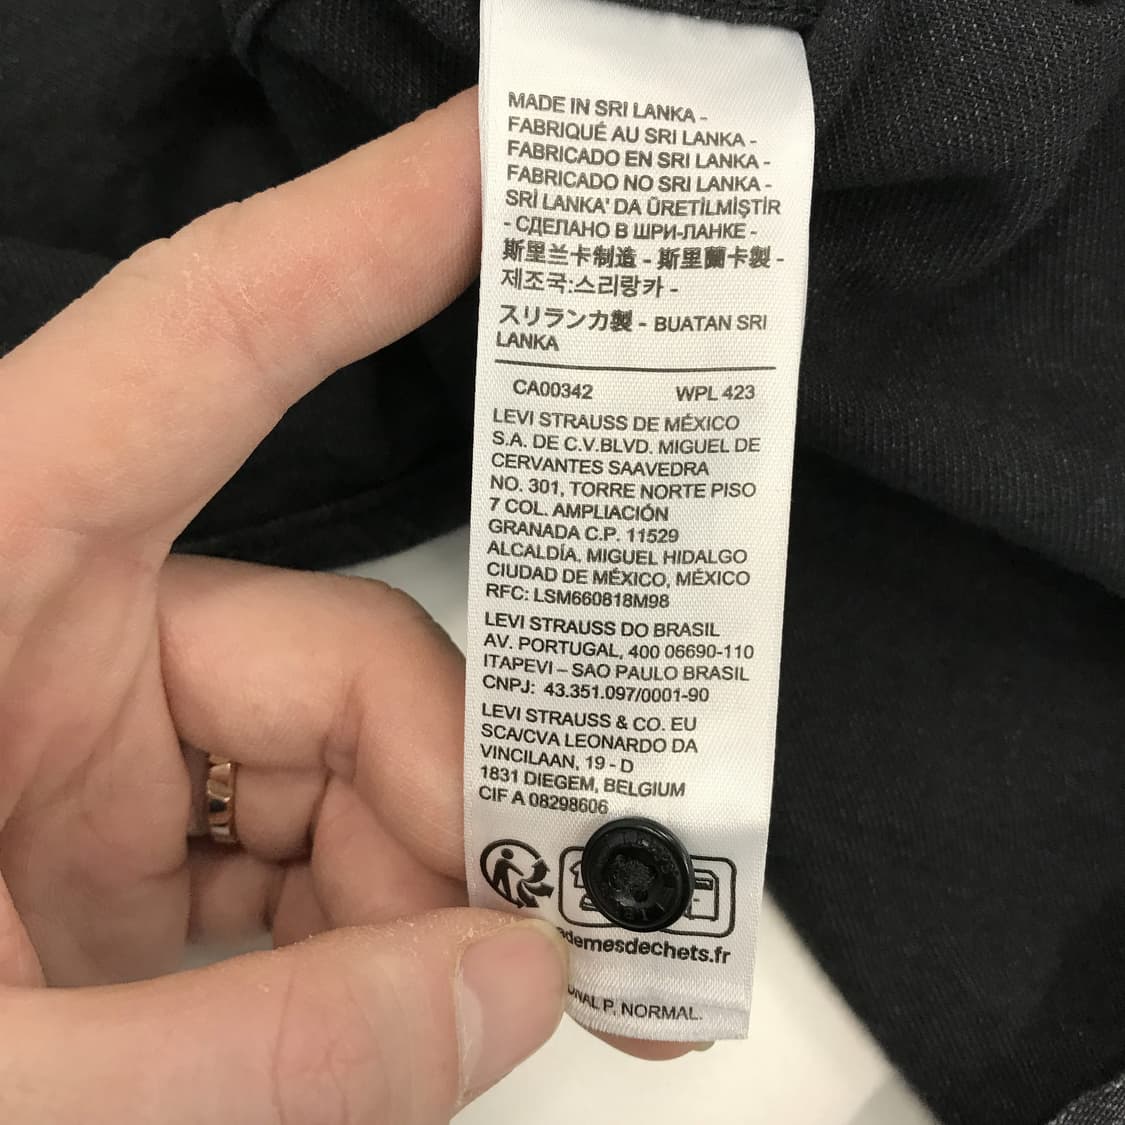 MADE IN SRI LANKA -
FABRIQUÉ AU SRI LANKA -
FABRICADO EN SRI LANKA -
FABRICADO NO SRI LANKA -
SRİ LANKA' DA ÜRETİLMİŞTİR
- СДЕЛАНО В ШРИ-ЛАНКЕ -
斯里兰卡制造 - 斯里蘭卡製 -
제조국:스리랑카 -
スリランカ製 - BUATAN SRI
LANKA
CA00342 WPL 423
LEVI STRAUSS DE MÉXICO
S.A. DE C.V.BLVD. MIGUEL DE
CERVANTES SAAVEDRA
NO. 301, TORRE NORTE PISO
7 COL. AMPLIACIÓN
GRANADA C.P. 11529
ALCALDÍA. MIGUEL HIDALGO
CIUDAD DE MÉXICO, MÉXICO
RFC: LSM660818M98
LEVI STRAUSS DO BRASIL
AV. PORTUGAL, 400 06690-110
ITAPEVI – SAO PAULO BRASIL
CNPJ: 43.351.097/0001-90
LEVI STRAUSS & CO. EU
SCA/CVA LEONARDO DA
VINCILAAN, 19 - D
1831 DIEGEM, BELGIUM
CIF A 08298606
ademesdechets.fr
P. NORMAL.